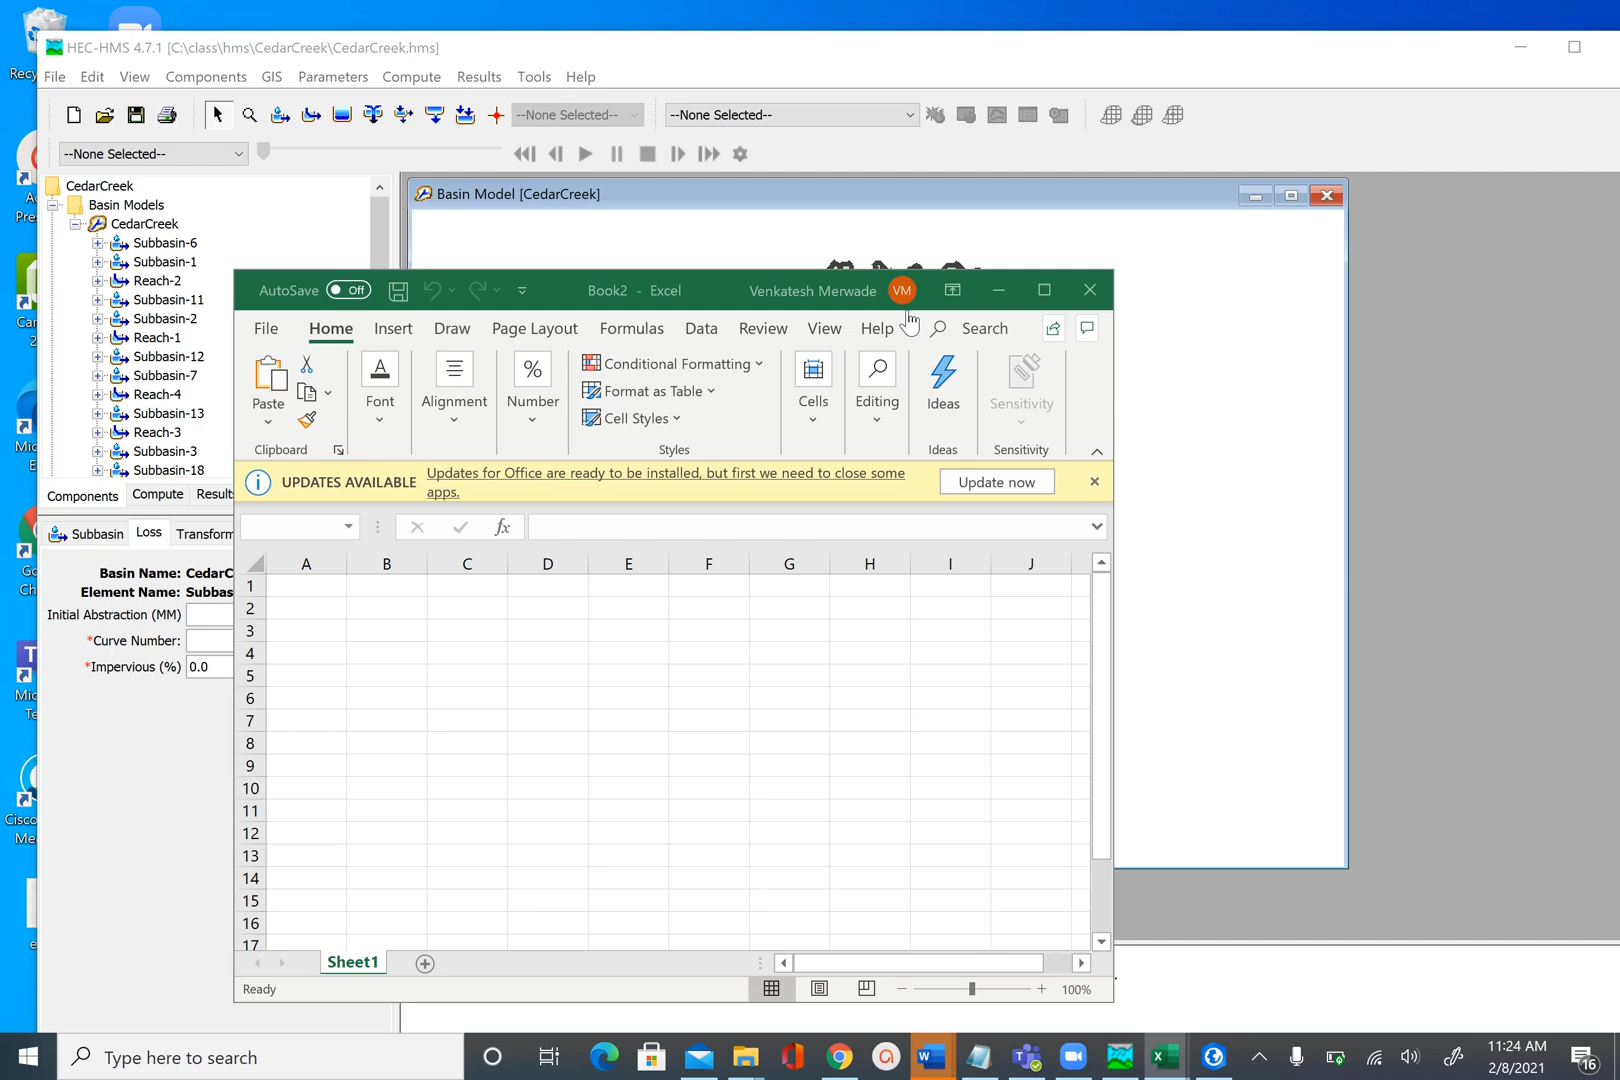 HEC-HMS 4.7.1 [C:\class\hms\CedarCreek\CedarCreek.hms]
File Edit View Components GIS Parameters Compute Results Tools Help
--None Selected--
--None Selected--
--None Selected--
CedarCreek
Basin Models
CedarCreek
Subbasin-6
Subbasin-1
Reach-2
Subbasin-11
Subbasin-2
Reach-1
Subbasin-12
Subbasin-7
Reach-4
Subbasin-13
Reach-3
Subbasin-3
Subbasin-18
Components Compute
Subbasin Loss
Basin Name:
Element Name:
Initial Abstraction (MM)
*Curve Number:
*Impervious (%) 0.0
Basin Model [CedarCreek]
AutoSave Off Book2 - Excel Venkatesh Merwade VM
File Home Insert Draw Page Layout Formulas Data Review View Help Search
Paste
Clipboard
Font
Alignment
Number
%
Conditional Formatting
Format as Table
Cell Styles
Styles
Cells
Editing
Ideas
Ideas
Sensitivity
Sensitivity
UPDATES AVAILABLE Updates for Office are ready to be installed, but first we need to close some
apps.
Update now
fx
A B C D E F G H I J
1
2
3
4
5
6
7
8
9
10
11
12
13
14
15
16
17
Sheet1
Ready
100%
Type here to search
11:24 AM
2/8/2021
16